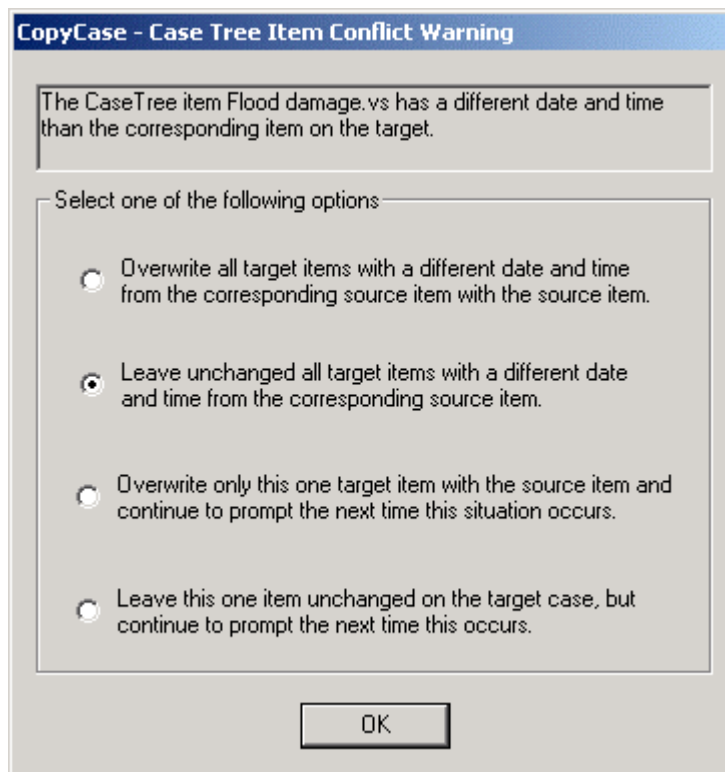 CopyCase - Case Tree Item Conflict Warning
The CaseTree item Flood damage.vs has a different date and time
than the corresponding item on the target.
Select one of the following options
Overwrite all target items with a different date and time
from the corresponding source item with the source item.
Leave unchanged all target items with a different date
and time from the corresponding source item.
Overwrite only this one target item with the source item and
continue to prompt the next time this situation occurs.
Leave this one item unchanged on the target case, but
continue to prompt the next time this occurs.
OK